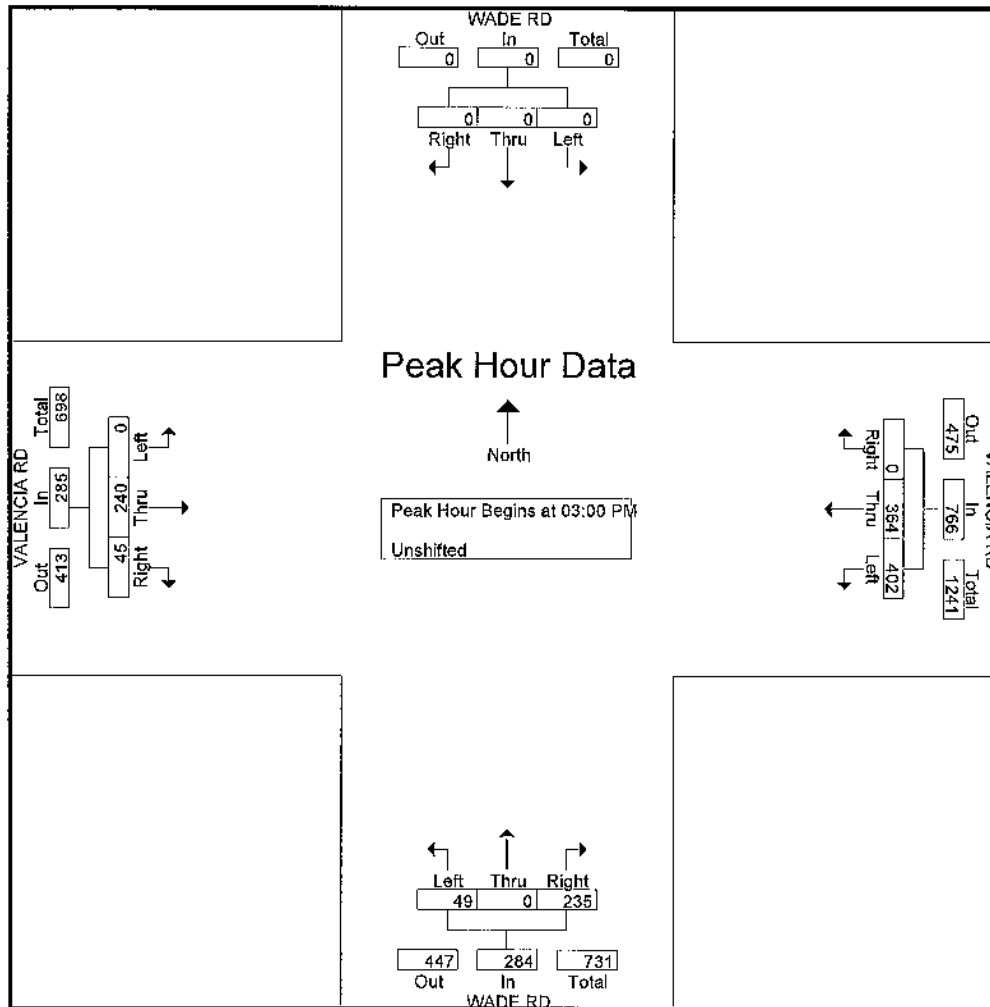 WADE RD
Out In Total
0 0 0
0 0 0
Right Thru Left
Peak Hour Data
North
Peak Hour Begins at 03:00 PM
Unshifted
VALENCIA RD
Total In Out
698 285 413
0 240 45
Left Thru Right
Right Thru Left
0 364 402
475 766 1241
Out In Total
VALENCIA RD
Left Thru Right
49 0 235
447 284 731
Out In Total
WADE RD